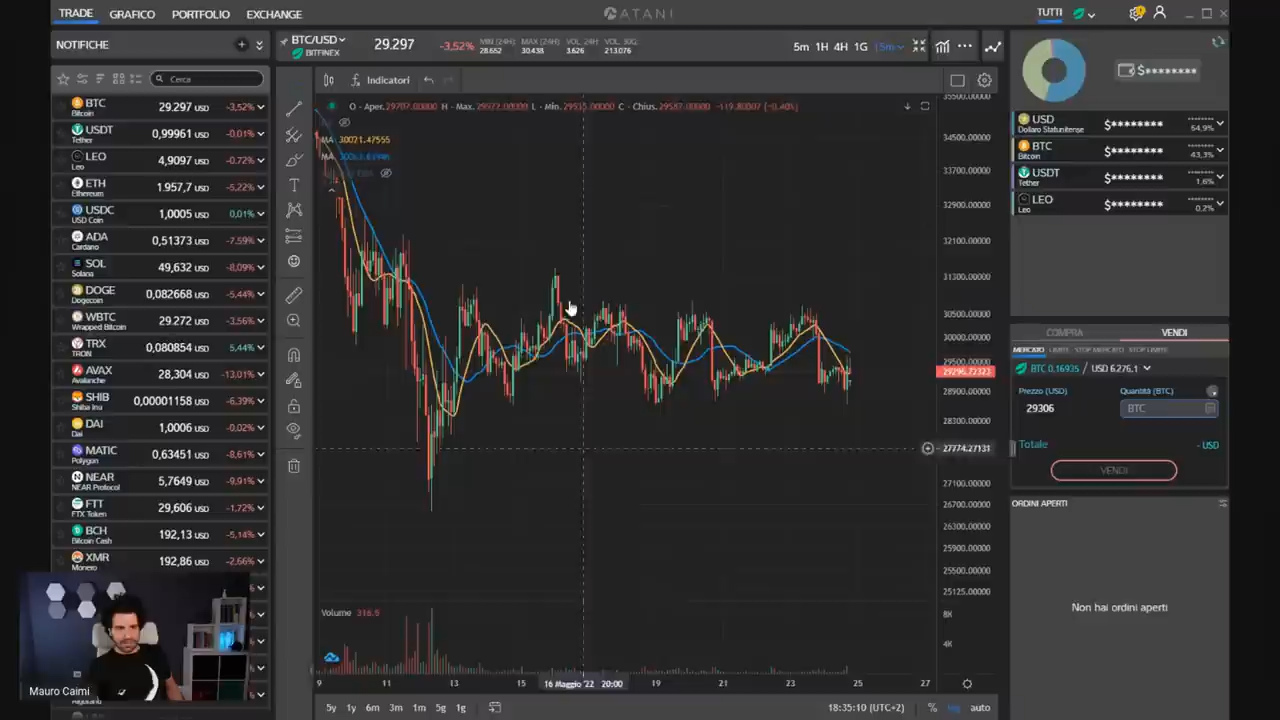 TRADE GRAFICO PORTFOLIO EXCHANGE
ATANI
TUTTI
NOTIFICHE
BTC/USD
BITFINEX
29.297
-3,52%
MIN (24H) 28.652
MAX (24H) 30.438
VOL. 24H 3.626
VOL. 30G 213.076
5m 1H 4H 1G
$********
Cerca
Indicatori
BTC 29.297 USD -3,52%
Bitcoin
USDT 0,99961 USD -0.01%
Tether
LEO 4,9097 USD -0,72%
Leo
ETH 1.957,7 USD -5,22%
Ethereum
USDC 1,0005 USD 0,01%
USD Coin
ADA 0,51373 USD -7.59%
Cardano
SOL 49,632 USD -8,09%
Solana
DOGE 0,082668 USD -5,44%
Dogecoin
WBTC 29.272 USD -3,56%
Wrapped Bitcoin
TRX 0,080854 USD 5,44%
TRON
AVAX 28,304 USD -13,01%
Avalanche
SHIB 0,00001158 USD -6,39%
Shiba Inu
DAI 1,0006 USD -0,02%
Dai
MATIC 0,63451 USD -8,61%
Polygon
NEAR 5,7649 USD -9,91%
NEAR Protocol
FTT 29,606 USD -1,72%
FTX Token
BCH 192,13 USD -5,14%
Bitcoin Cash
XMR 192,86 USD -2,66%
Monero
O - Aper. H - Max. L - Min. C - Chius.
MA 30021.47555
MA
35500.00000
34500.00000
33700.00000
32900.00000
32100.00000
31300.00000
30500.00000
30000.00000
29500.00000
29296.72323
28900.00000
28300.00000
27774.27131
27100.00000
26700.00000
26300.00000
25900.00000
25500.00000
25125.00000
Volume 316.5
8K
4K
9 11 13 15 16 Maggio '22 20:00 19 21 23 25 27
5y 1y 6m 3m 1m 5g 1g
18:35:10 (UTC+2)
% log auto
USD $******** 54,9%
Dollaro Statunitense
BTC $******** 43,3%
Bitcoin
USDT $******** 1,6%
Tether
LEO $******** 0,2%
Leo
COMPRA VENDI
MERCATO LIMITE STOP MERCATO STOP LIMITE
BTC 0.16935 / USD 6.276,1
Prezzo (USD) Quantità (BTC)
29306 BTC
Totale - USD
VENDI
ORDINI APERTI
Non hai ordini aperti
Mauro Caimi